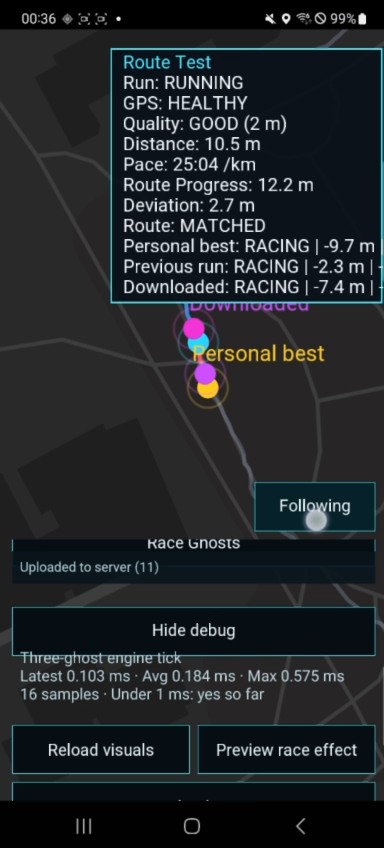 00:36
99%
Route Test
Run: RUNNING
GPS: HEALTHY
Quality: GOOD (2 m)
Distance: 10.5 m
Pace: 25:04 /km
Route Progress: 12.2 m
Deviation: 2.7 m
Route: MATCHED
Personal best: RACING | -9.7 m |
Previous run: RACING | -2.3 m | -
Downloaded: RACING | -7.4 m | -
Downloaded
Personal best
Following
Race Ghosts
Uploaded to server (11)
Hide debug
Three-ghost engine tick
Latest 0.103 ms · Avg 0.184 ms · Max 0.575 ms
16 samples · Under 1 ms: yes so far
Reload visuals
Preview race effect